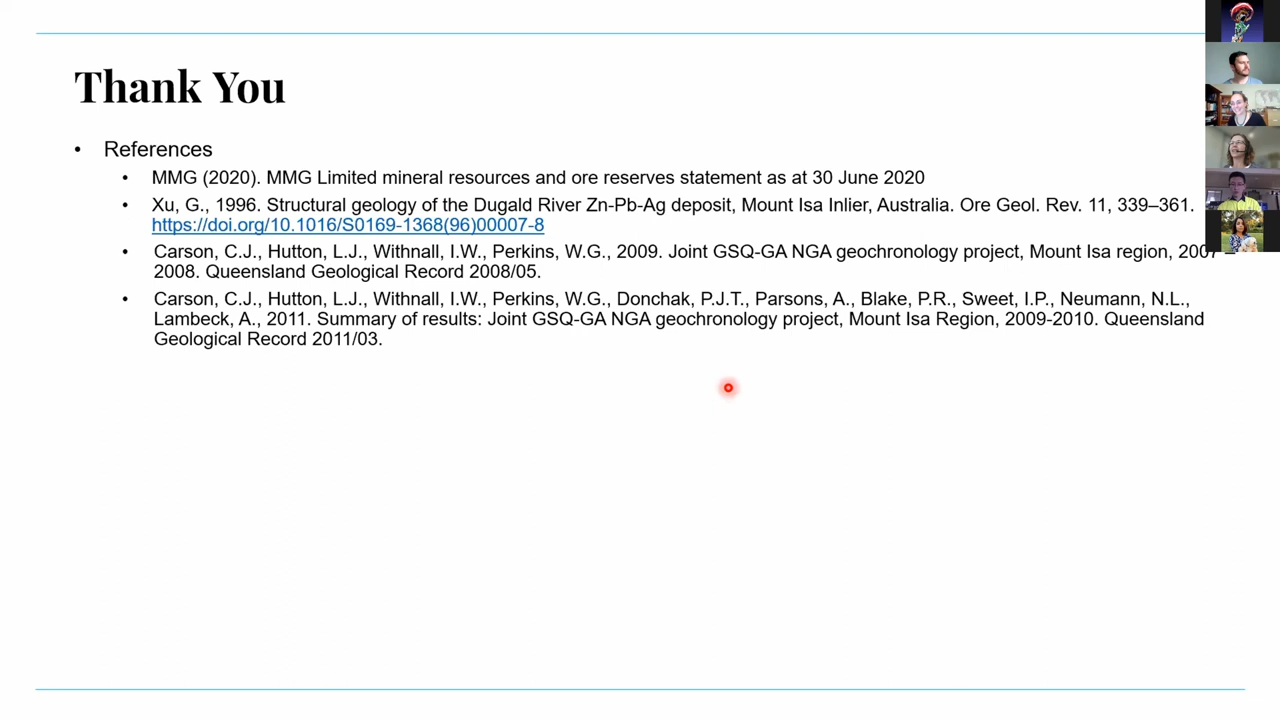 Thank You
• References
• MMG (2020). MMG Limited mineral resources and ore reserves statement as at 30 June 2020
• Xu, G., 1996. Structural geology of the Dugald River Zn-Pb-Ag deposit, Mount Isa Inlier, Australia. Ore Geol. Rev. 11, 339–361.
https://doi.org/10.1016/S0169-1368(96)00007-8
• Carson, C.J., Hutton, L.J., Withnall, I.W., Perkins, W.G., 2009. Joint GSQ-GA NGA geochronology project, Mount Isa region, 2007 –
2008. Queensland Geological Record 2008/05.
• Carson, C.J., Hutton, L.J., Withnall, I.W., Perkins, W.G., Donchak, P.J.T., Parsons, A., Blake, P.R., Sweet, I.P., Neumann, N.L.,
Lambeck, A., 2011. Summary of results: Joint GSQ-GA NGA geochronology project, Mount Isa Region, 2009-2010. Queensland
Geological Record 2011/03.